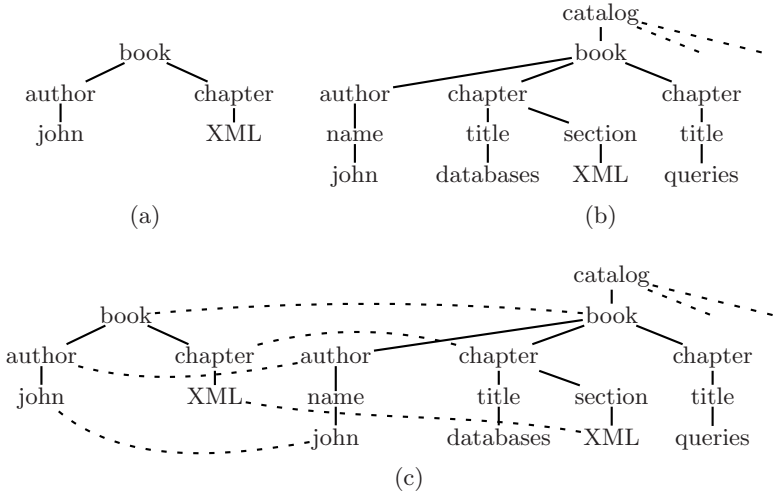 catalog
book book
author chapter author chapter chapter
john XML name title section title
john databases XML queries
(a) (b)
catalog
book book
author chapter author chapter chapter
john XML name title section title
john databases XML queries
(c)